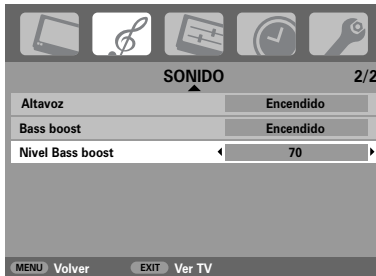 SONIDO 2/2
Altavoz Encendido
Bass boost Encendido
Nivel Bass boost 70
MENU Volver EXIT Ver TV